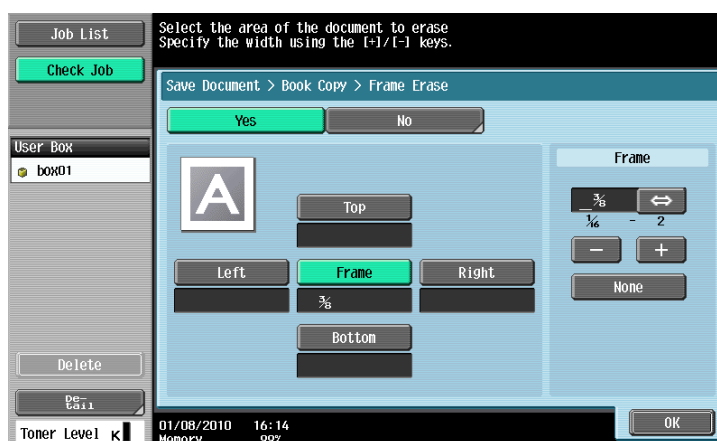 Job List
Select the area of the document to erase
Specify the width using the [+]/[-] keys.
Check Job
Save Document > Book Copy > Frame Erase
Yes
No
User Box
box01
Frame
A
Top
⅜
1⁄16 - 2
Left
Frame
Right
− +
⅜
None
Bottom
Delete
De-
tail
Toner Level K
01/08/2010 16:14
Memory 99%
OK